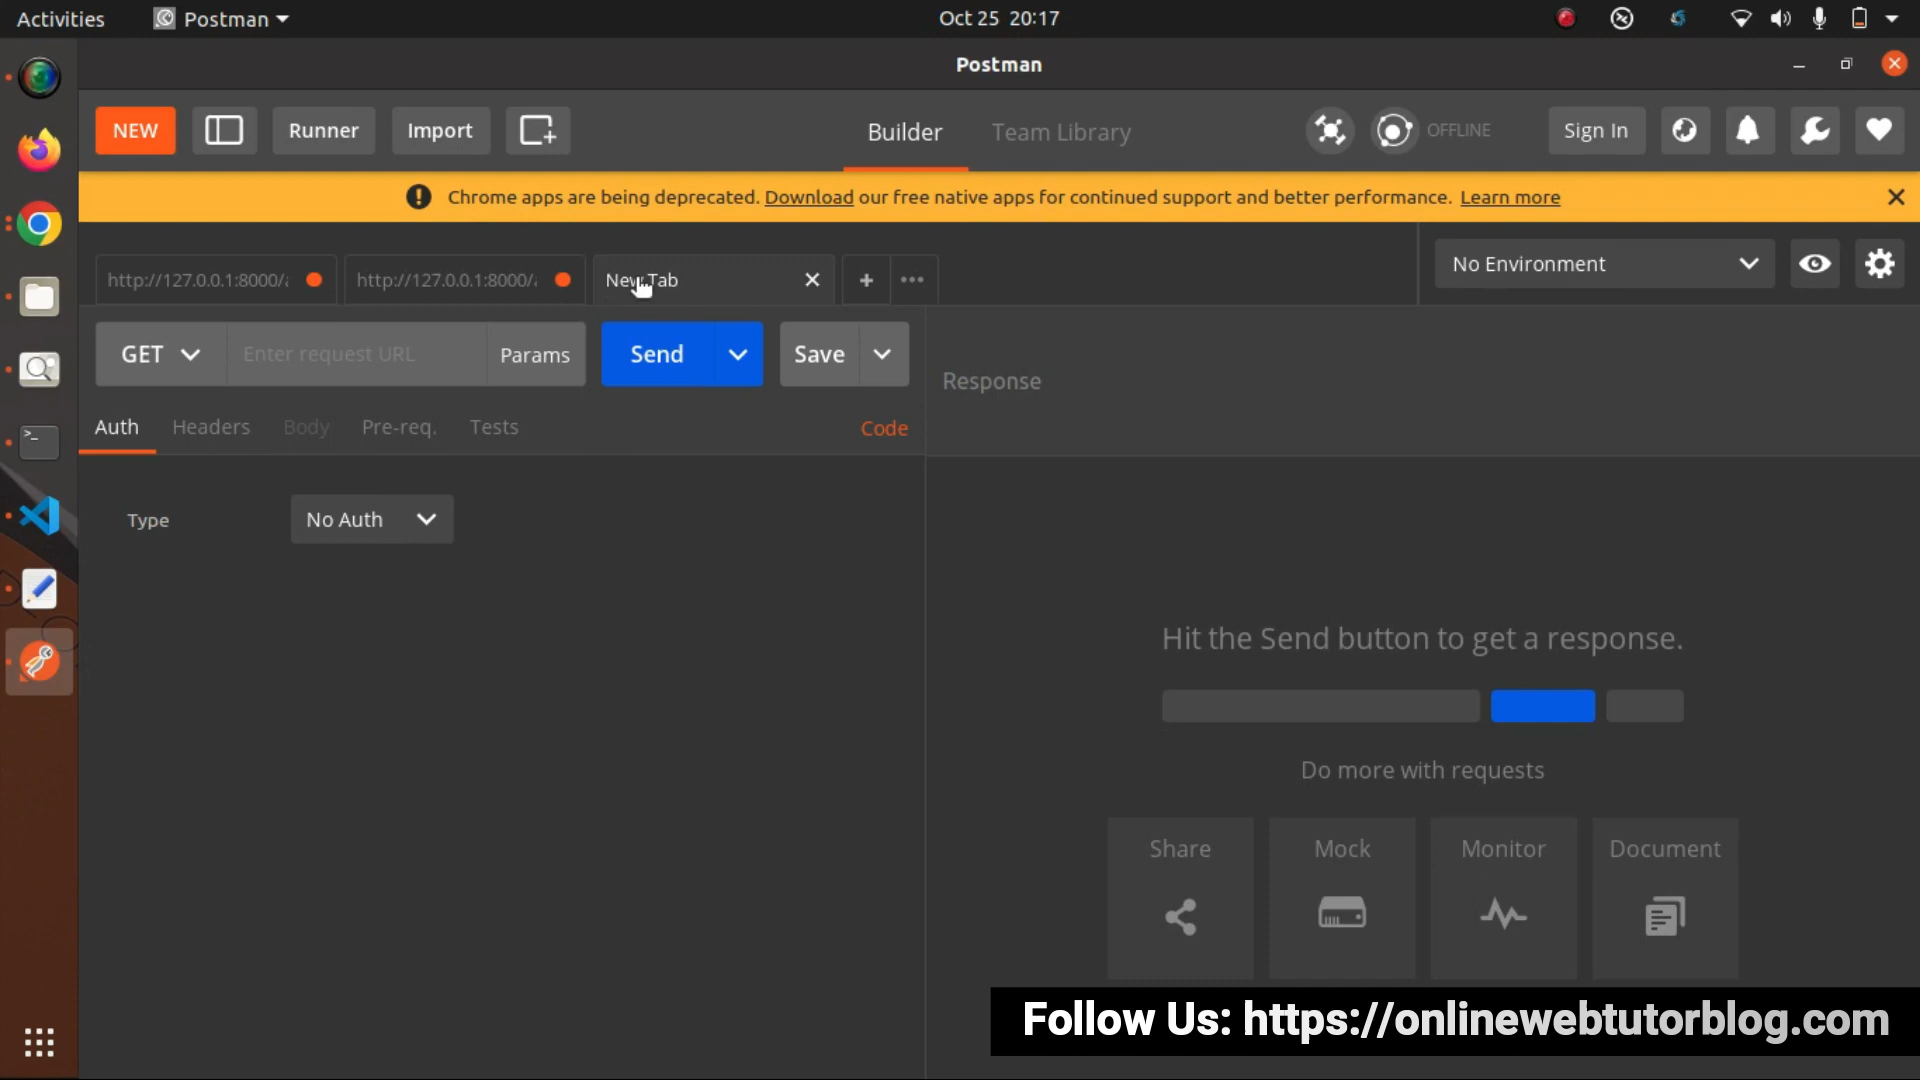 Activities
Postman
Oct 25 20:17
Postman
NEW
Runner
Import
Builder
Team Library
OFFLINE
Sign In
Chrome apps are being deprecated. Download our free native apps for continued support and better performance. Learn more
http://127.0.0.1:8000/
http://127.0.0.1:8000/
New Tab
No Environment
GET
Enter request URL
Params
Send
Save
Response
Auth
Headers
Body
Pre-req.
Tests
Code
Type
No Auth
Hit the Send button to get a response.
Do more with requests
Share
Mock
Monitor
Document
Follow Us: https://onlinewebtutorblog.com